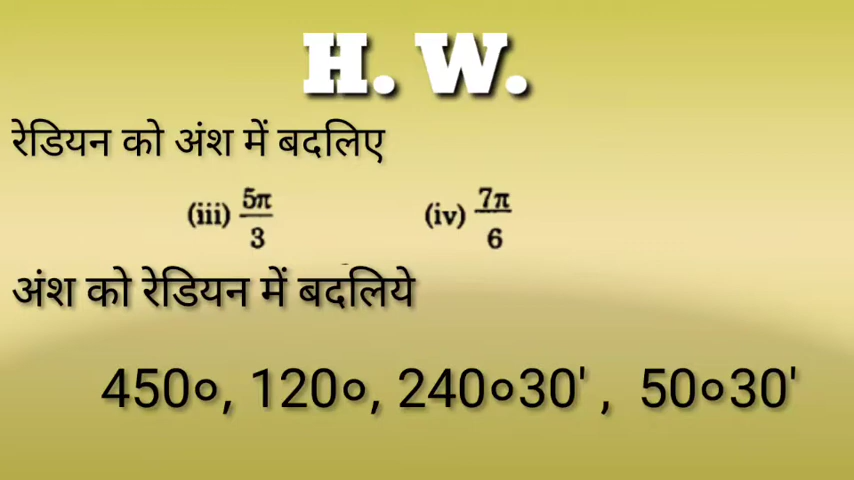 H. W.
रेडियन को अंश में बदलिए
(iii) 5π/3 (iv) 7π/6
अंश को रेडियन में बदलिये
450०, 120०, 240०30' , 50०30'